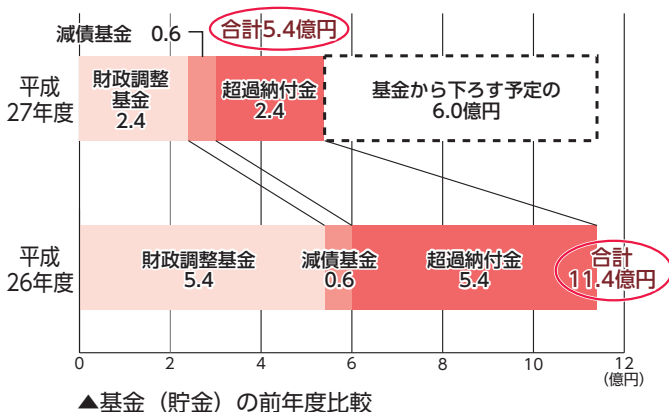 減債基金 0.6
合計5.4億円
平成
27年度
財政調整
基金
2.4
超過納付金
2.4
基金から下ろす予定の
6.0億円
平成
26年度
財政調整基金
5.4
減債基金
0.6
超過納付金
5.4
合計
11.4億円
0 2 4 6 8 10 12
(億円)
▲基金（貯金）の前年度比較